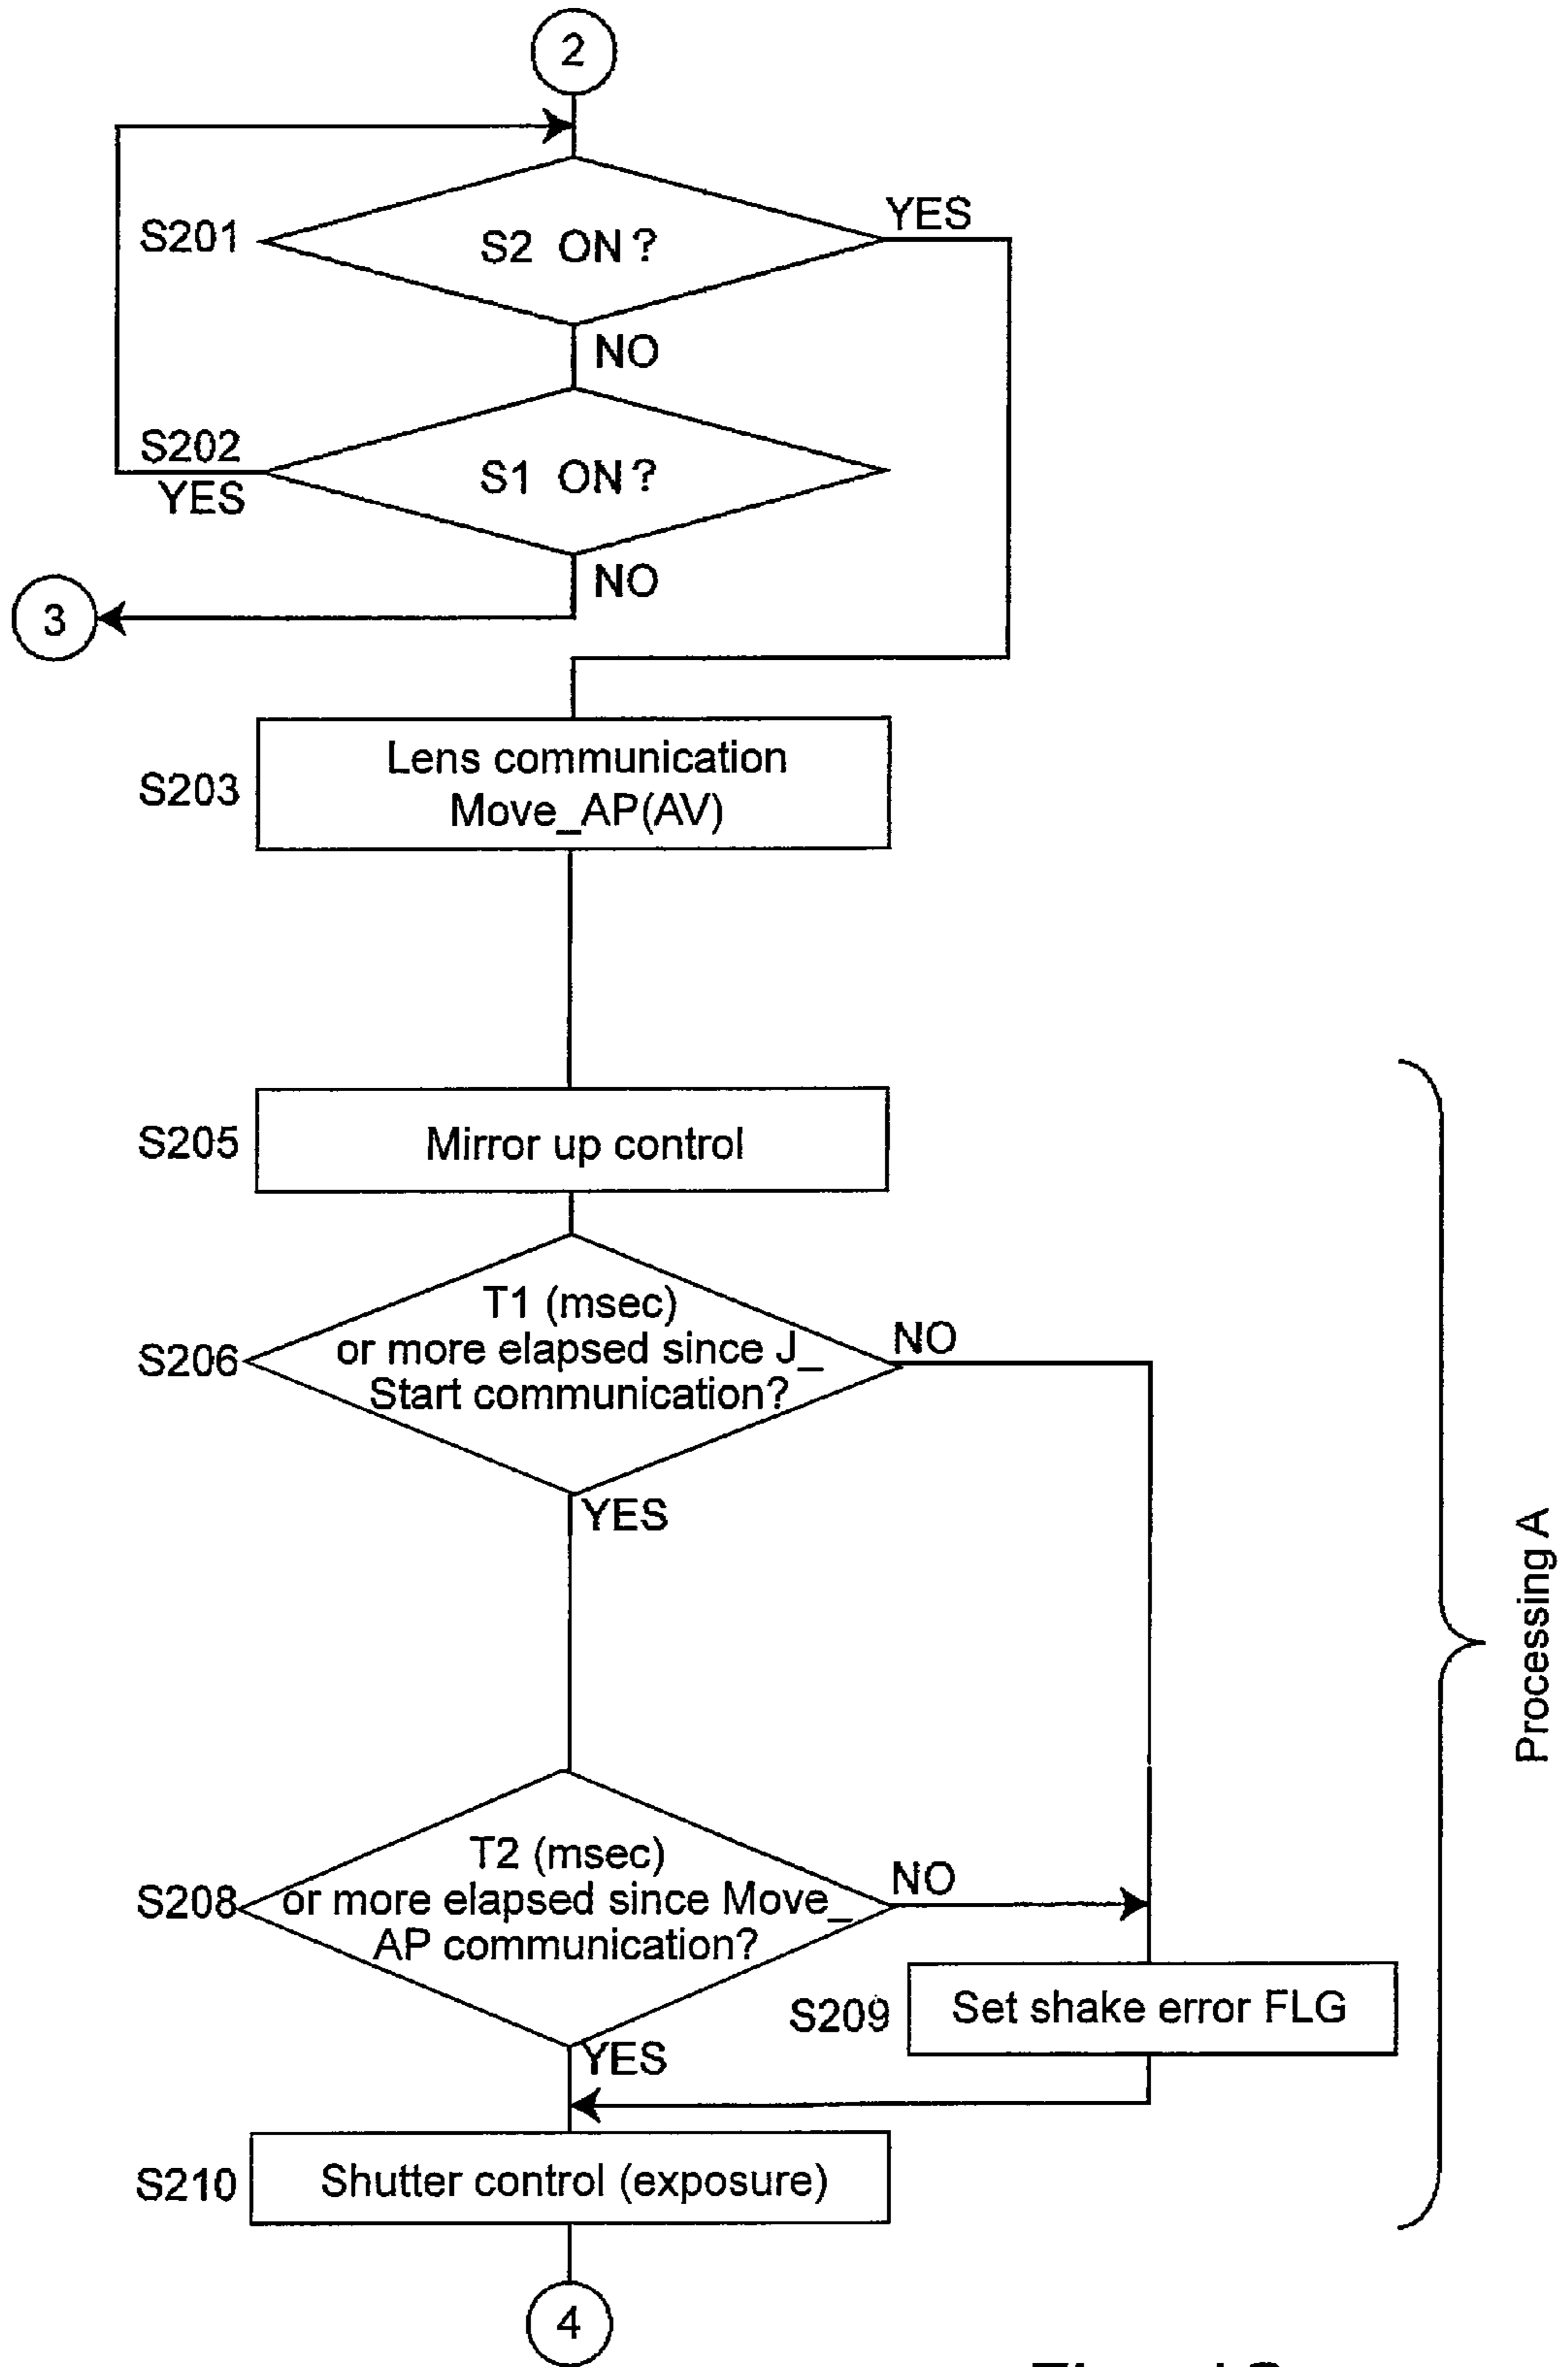 2
YES
S201
S2 ON?
NO
S202
S1 ON?
YES
NO
3
Lens communication
S203
Move_AP(AV)
S205
Mirror up control
T1 (msec)
NO
or more elapsed since J_
S206
Start communication?
YES
Processing A
T2 (msec)
NO
or more elapsed since Move_
S208
AP communication?
S209
Set shake error FLG
YES
S210
Shutter control (exposure)
4